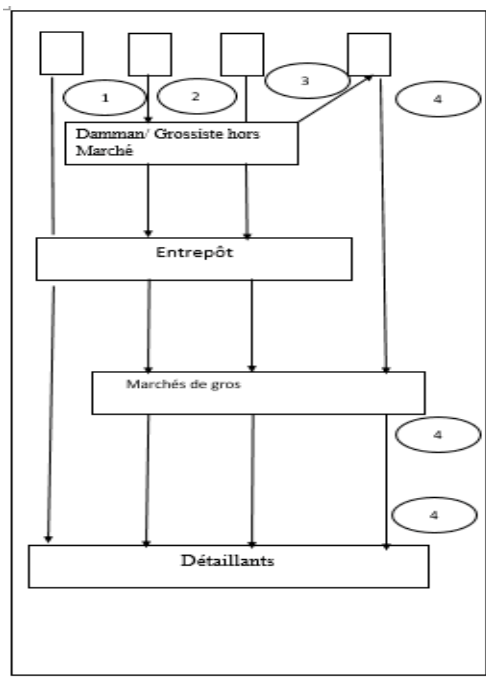 1
2
3
4
Damman/ Grossiste hors
Marché
Entrepôt
Marchés de gros
4
4
Détaillants